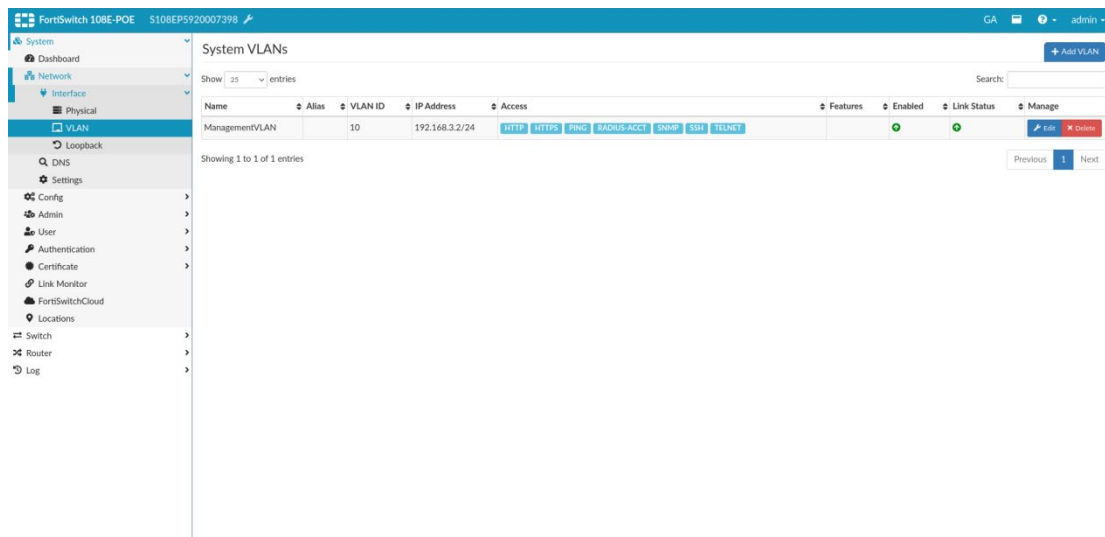 FortiSwitch 108E-POE S108EP5920007398 GA admin
System
Dashboard
Network
Interface
Physical
VLAN
Loopback
DNS
Settings
Config
Admin
User
Authentication
Certificate
Link Monitor
FortiSwitchCloud
Locations
Switch
Router
Log
System VLANs
+ Add VLAN
Show 25 entries
Search:
Name Alias VLAN ID IP Address Access Features Enabled Link Status Manage
ManagementVLAN 10 192.168.3.2/24 HTTP HTTPS PING RADIUS-ACCT SNMP SSH TELNET Edit Delete
Showing 1 to 1 of 1 entries
Previous 1 Next